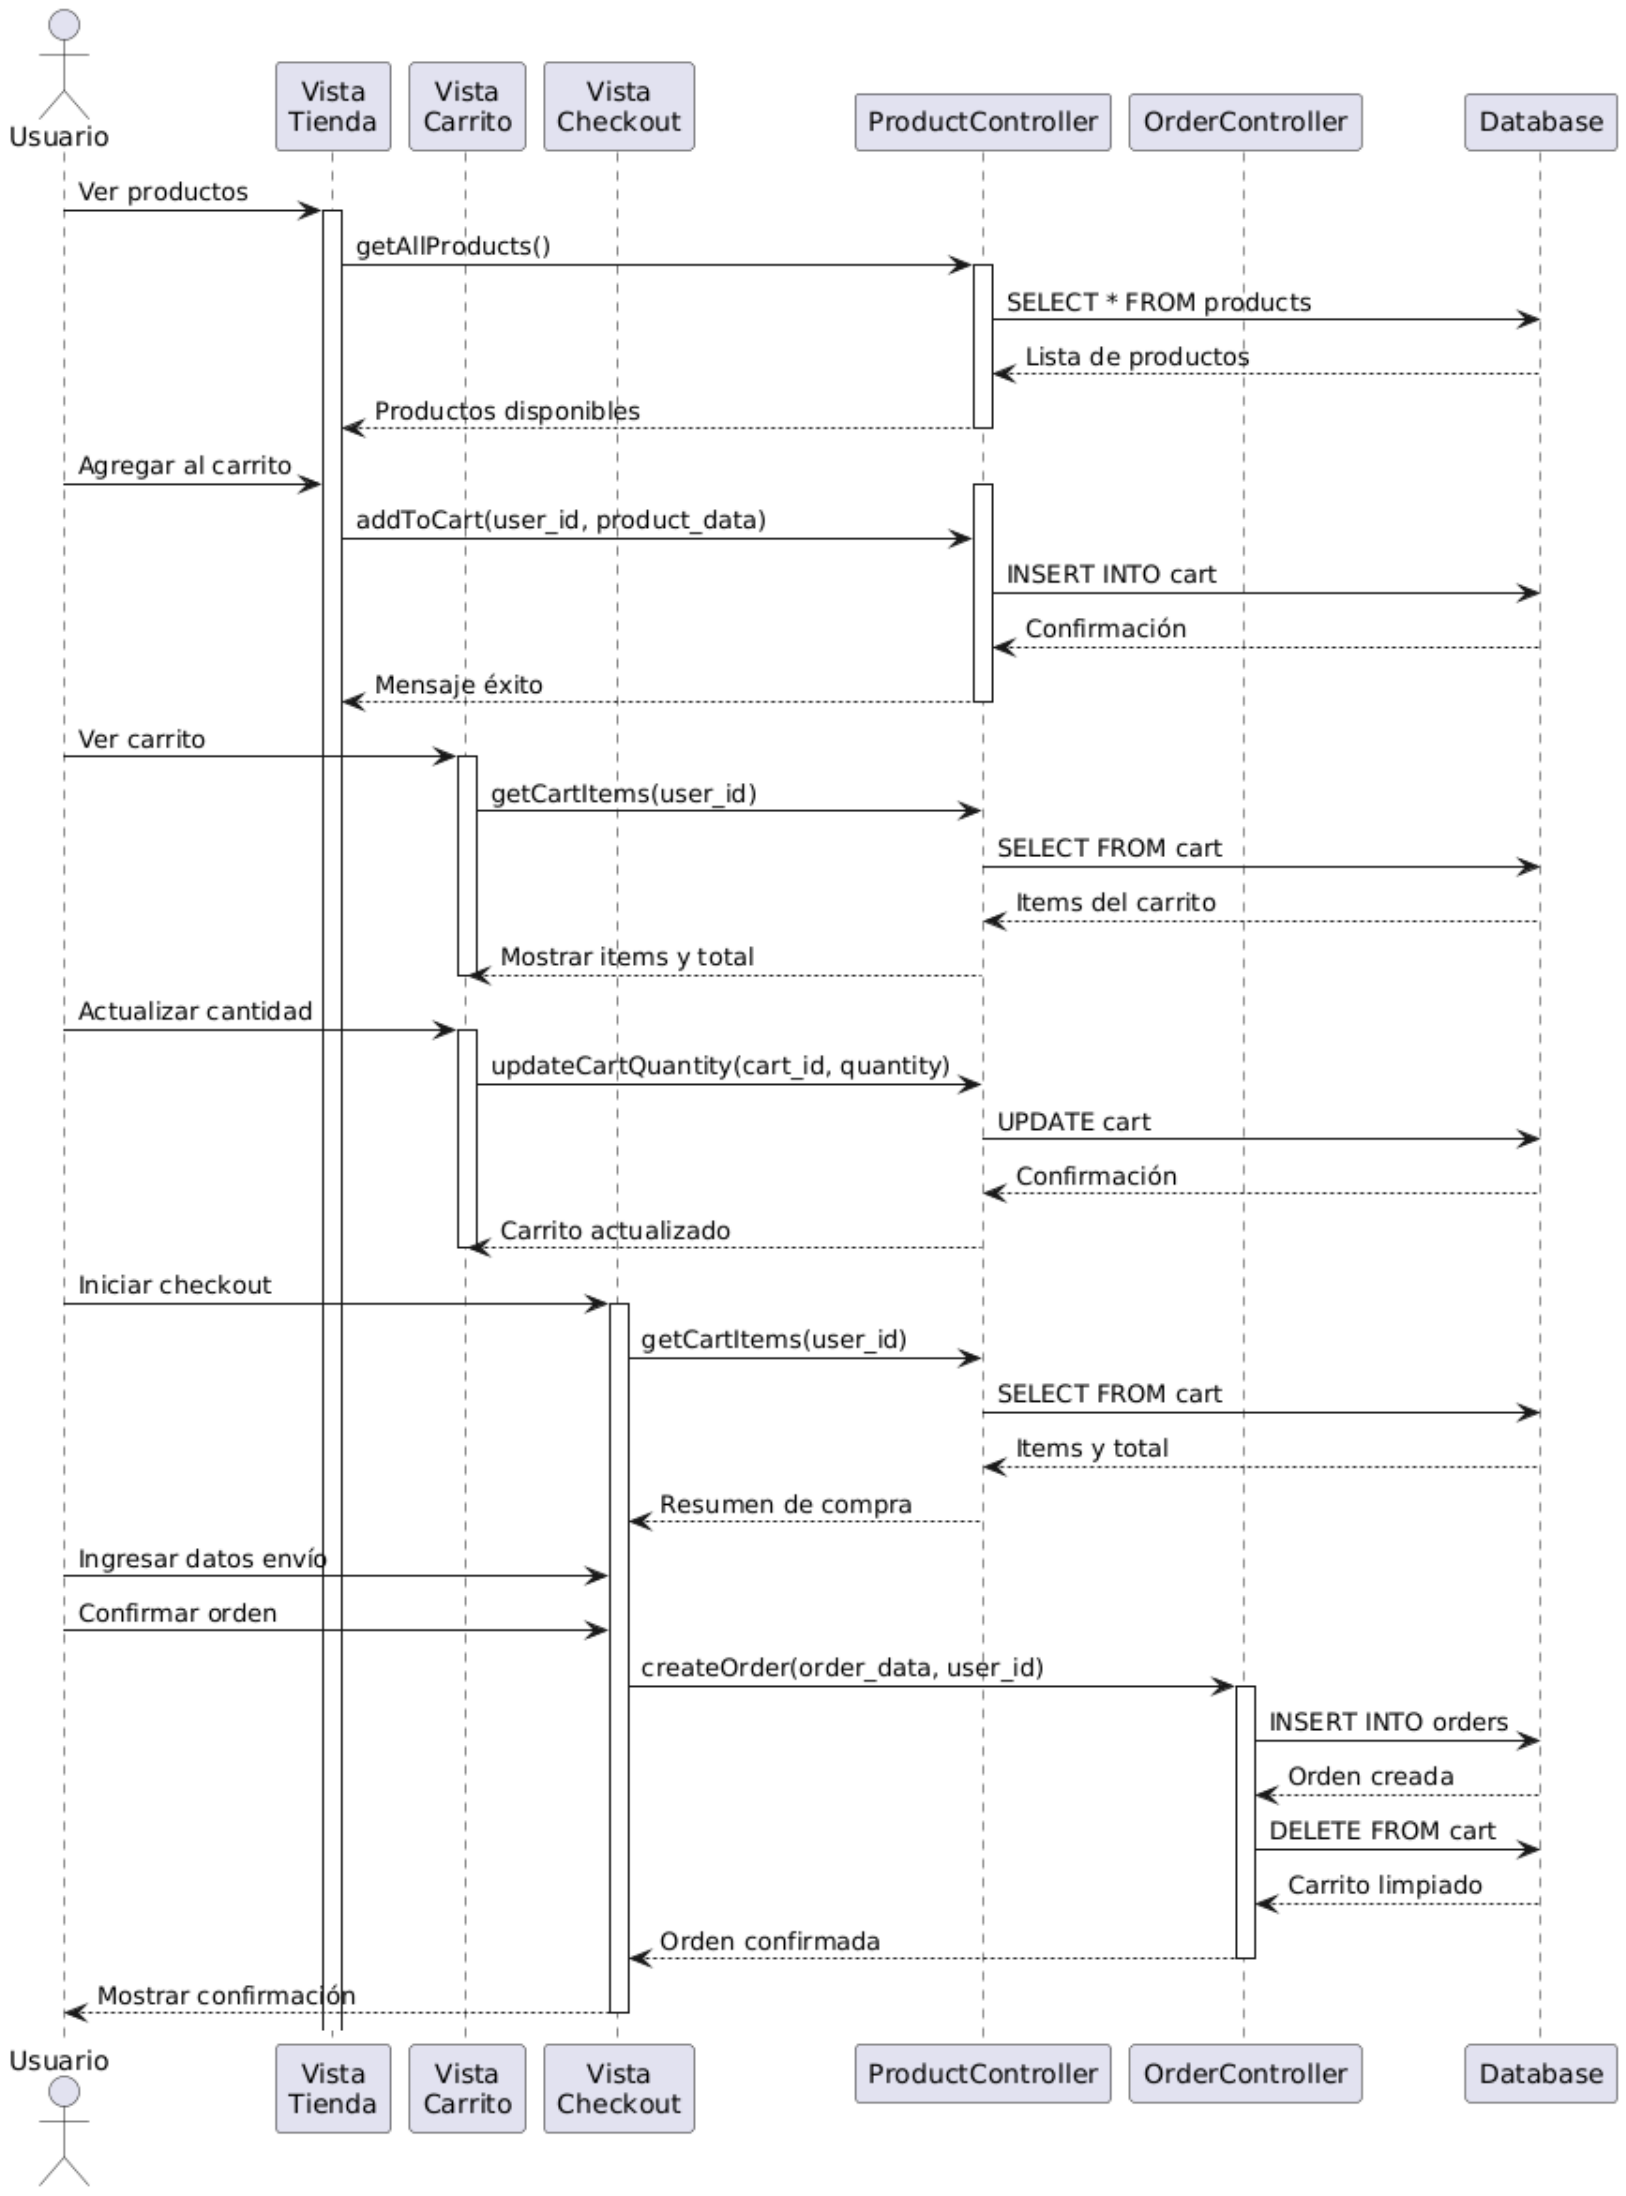 Usuario
Vista
Tienda
Vista
Carrito
Vista
Checkout
ProductController
OrderController
Database
Ver productos
getAllProducts()
SELECT * FROM products
Lista de productos
Productos disponibles
Agregar al carrito
addToCart(user_id, product_data)
INSERT INTO cart
Confirmación
Mensaje éxito
Ver carrito
getCartItems(user_id)
SELECT FROM cart
Items del carrito
Mostrar items y total
Actualizar cantidad
updateCartQuantity(cart_id, quantity)
UPDATE cart
Confirmación
Carrito actualizado
Iniciar checkout
getCartItems(user_id)
SELECT FROM cart
Items y total
Resumen de compra
Ingresar datos envío
Confirmar orden
createOrder(order_data, user_id)
INSERT INTO orders
Orden creada
DELETE FROM cart
Carrito limpiado
Orden confirmada
Mostrar confirmación
Usuario
Vista
Tienda
Vista
Carrito
Vista
Checkout
ProductController
OrderController
Database